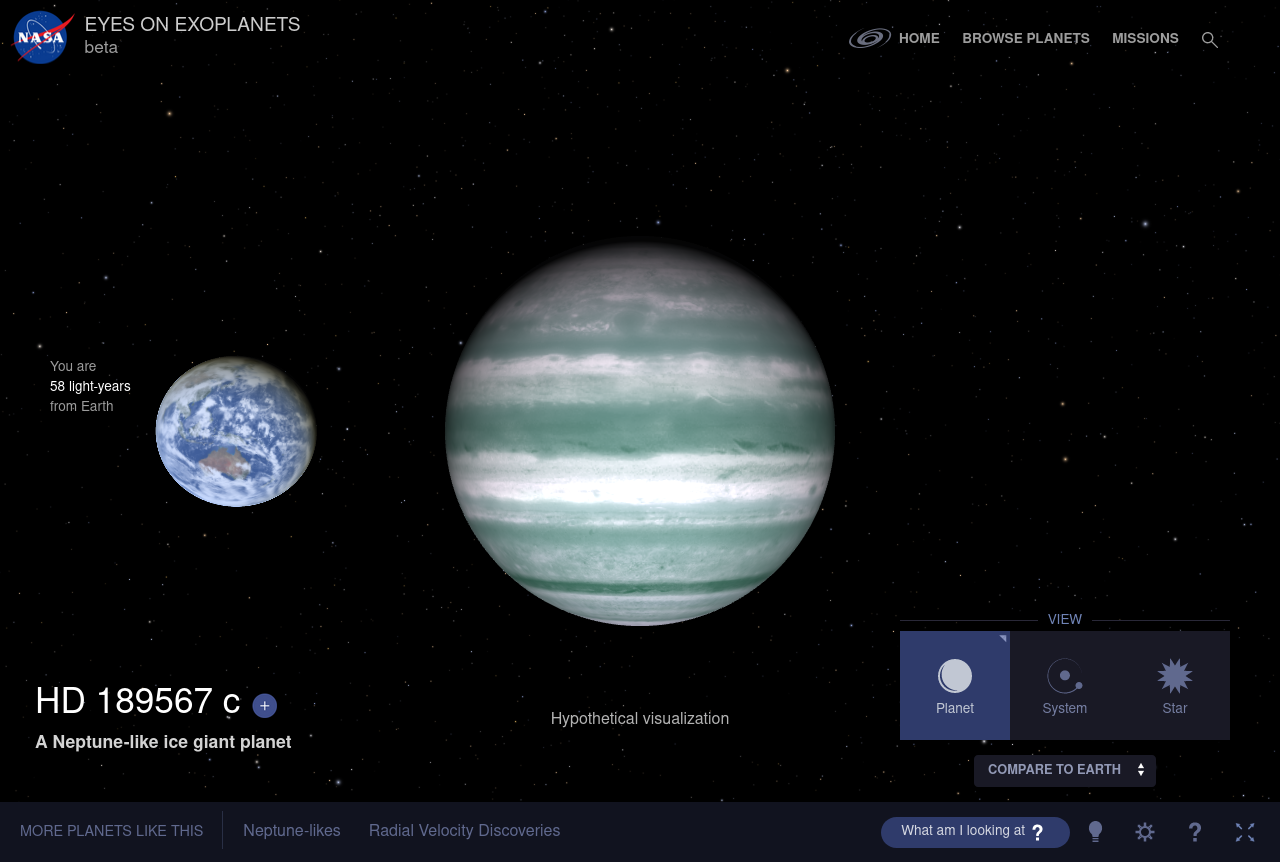 NASA
EYES ON EXOPLANETS
beta
HOME BROWSE PLANETS MISSIONS
You are
58 light-years
from Earth
VIEW
Planet System Star
HD 189567 c +
A Neptune-like ice giant planet
Hypothetical visualization
COMPARE TO EARTH
MORE PLANETS LIKE THIS Neptune-likes Radial Velocity Discoveries
What am I looking at ? ?